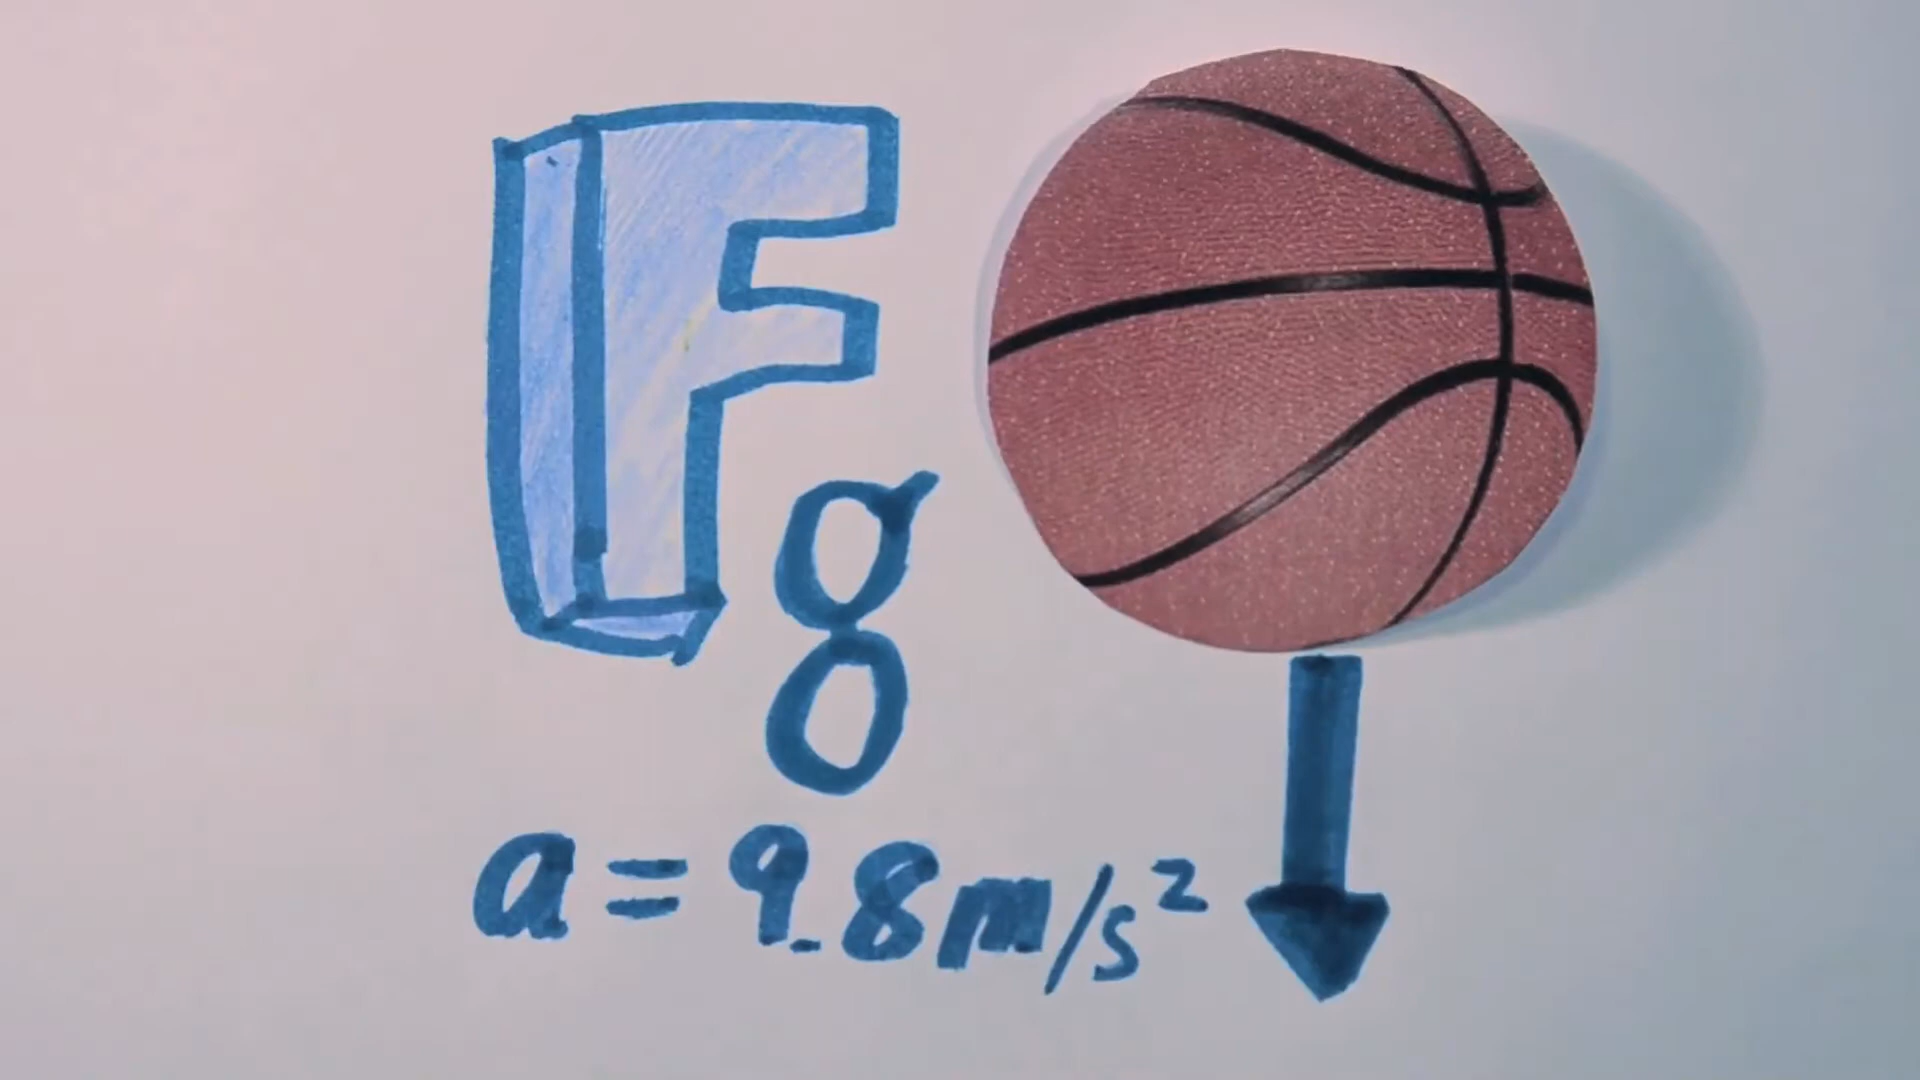 Fg
a = 9.8m/s²